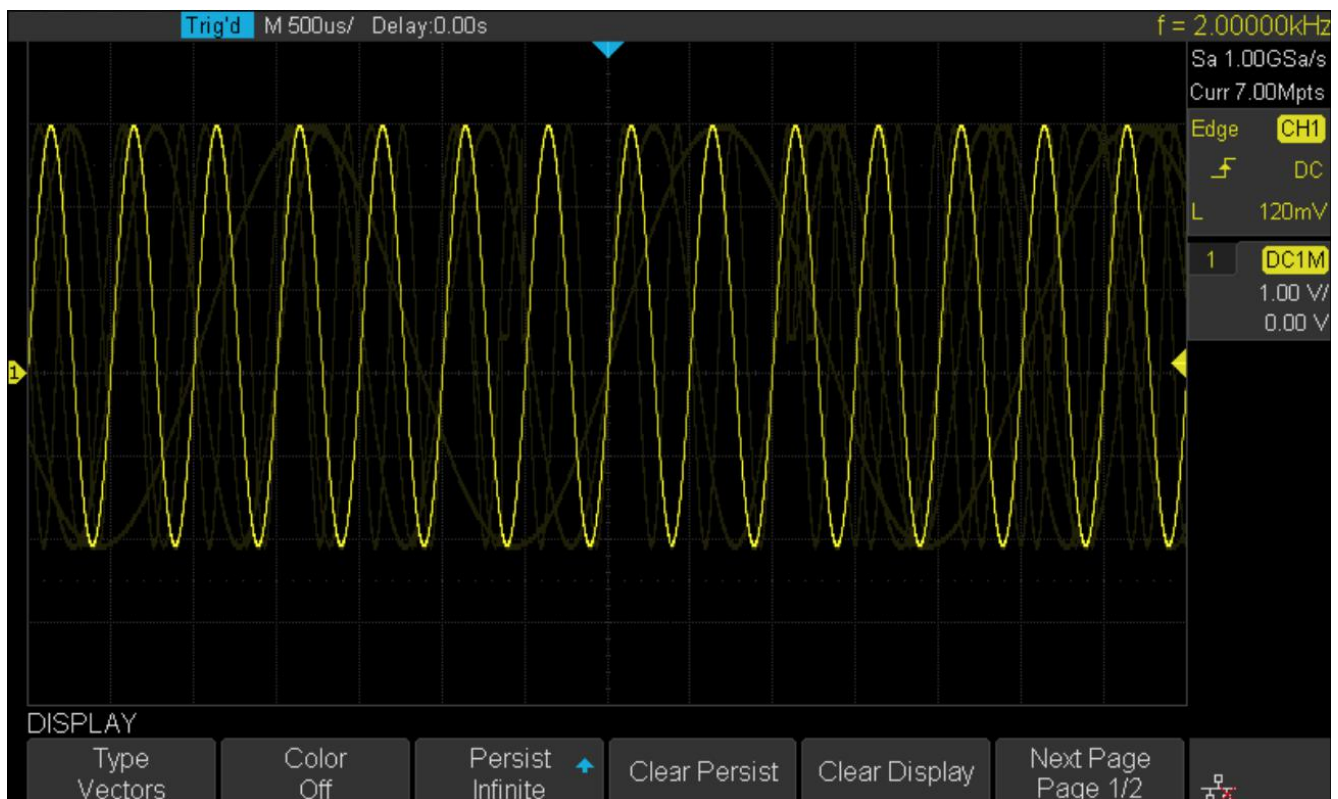 Trig'd M 500us/ Delay:0.00s f = 2.00000kHz
Sa 1.00GSa/s
Curr 7.00Mpts
Edge CH1
DC
L 120mV
1 DC1M
1.00 V/
0.00 V
1
DISPLAY
Type Color Persist Clear Persist Clear Display Next Page
Vectors Off Infinite Page 1/2